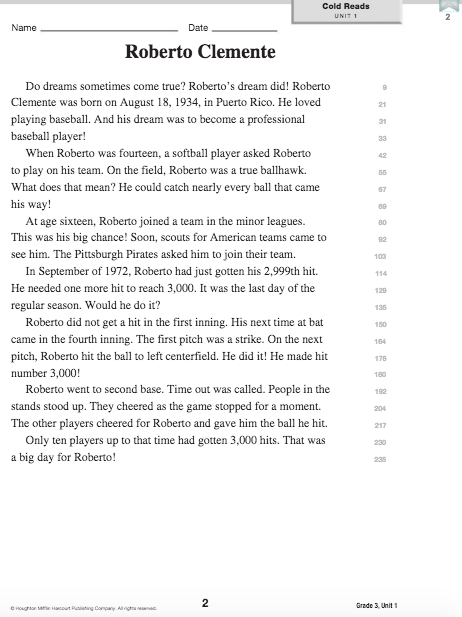 Cold Reads
UNIT 1
2
Name Date
Roberto Clemente
Do dreams sometimes come true? Roberto's dream did! Roberto 9
Clemente was born on August 18, 1934, in Puerto Rico. He loved 21
playing baseball. And his dream was to become a professional 31
baseball player! 33
When Roberto was fourteen, a softball player asked Roberto 42
to play on his team. On the field, Roberto was a true ballhawk. 55
What does that mean? He could catch nearly every ball that came 67
his way! 69
At age sixteen, Roberto joined a team in the minor leagues. 80
This was his big chance! Soon, scouts for American teams came to 92
see him. The Pittsburgh Pirates asked him to join their team. 103
In September of 1972, Roberto had just gotten his 2,999th hit. 114
He needed one more hit to reach 3,000. It was the last day of the 129
regular season. Would he do it? 135
Roberto did not get a hit in the first inning. His next time at bat 150
came in the fourth inning. The first pitch was a strike. On the next 164
pitch, Roberto hit the ball to left centerfield. He did it! He made hit 178
number 3,000! 180
Roberto went to second base. Time out was called. People in the 192
stands stood up. They cheered as the game stopped for a moment. 204
The other players cheered for Roberto and gave him the ball he hit. 217
Only ten players up to that time had gotten 3,000 hits. That was 230
a big day for Roberto! 235
© Houghton Mifflin Harcourt Publishing Company. All rights reserved. 2 Grade 3, Unit 1